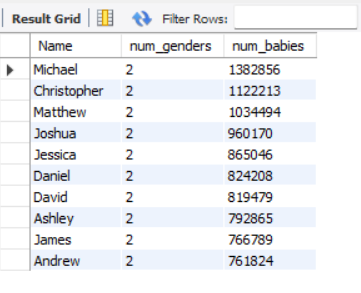 Result Grid Filter Rows:
Name num_genders num_babies
Michael 2 1382856
Christopher 2 1122213
Matthew 2 1034494
Joshua 2 960170
Jessica 2 865046
Daniel 2 824208
David 2 819479
Ashley 2 792865
James 2 766789
Andrew 2 761824